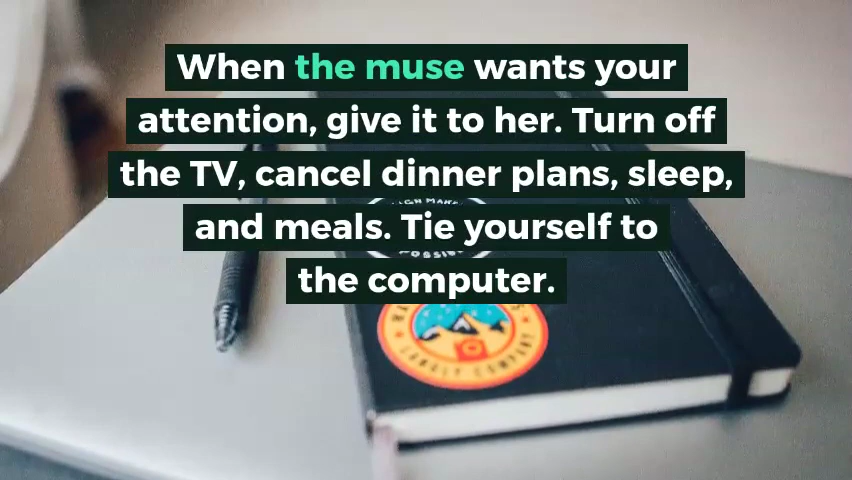 When the muse wants your
attention, give it to her. Turn off
the TV, cancel dinner plans, sleep,
and meals. Tie yourself to
the computer.